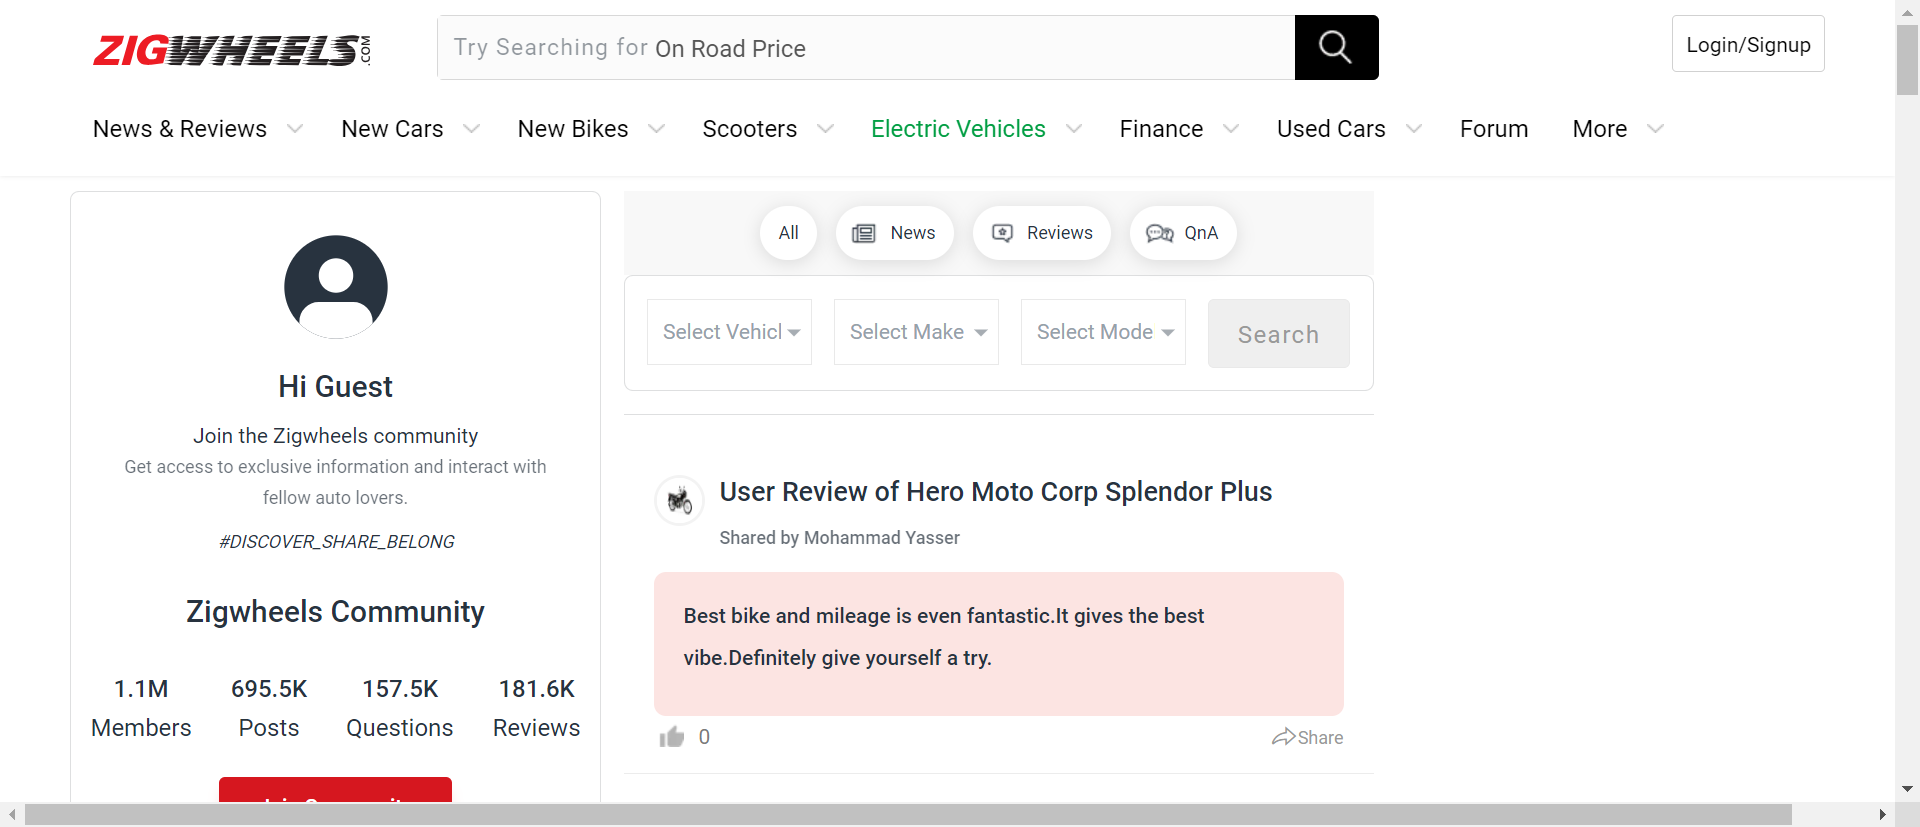 ZIGWHEELS.COM
Try Searching for On Road Price
Login/Signup
News & Reviews
New Cars
New Bikes
Scooters
Electric Vehicles
Finance
Used Cars
Forum
More
Hi Guest
Join the Zigwheels community
Get access to exclusive information and interact with
fellow auto lovers.
#DISCOVER_SHARE_BELONG
Zigwheels Community
1.1M
Members
695.5K
Posts
157.5K
Questions
181.6K
Reviews
All
News
Reviews
QnA
Select Vehicl
Select Make
Select Mode
Search
User Review of Hero Moto Corp Splendor Plus
Shared by Mohammad Yasser
Best bike and mileage is even fantastic.It gives the best
vibe.Definitely give yourself a try.
0
Share